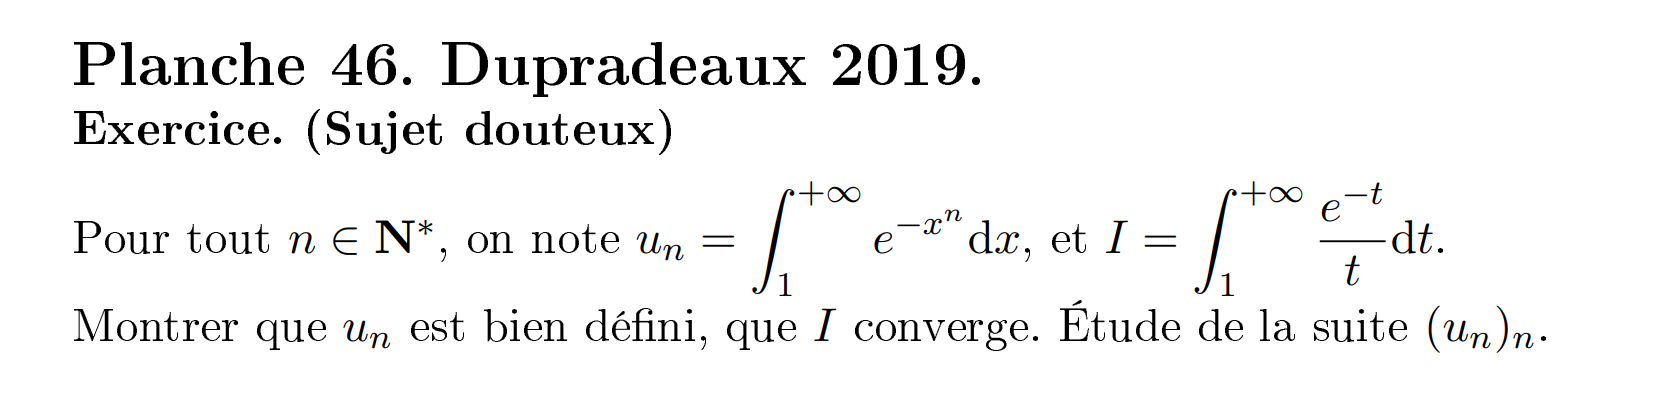 Planche 46. Dupradeaux 2019.
Exercice. (Sujet douteux)
Pour tout $n \in \mathbf{N}^*$, on note $u_n = \int_1^{+\infty} e^{-x^n} \mathrm{d}x$, et $I = \int_1^{+\infty} \frac{e^{-t}}{t} \mathrm{d}t$.
Montrer que $u_n$ est bien défini, que $I$ converge. Étude de la suite $(u_n)_n$.